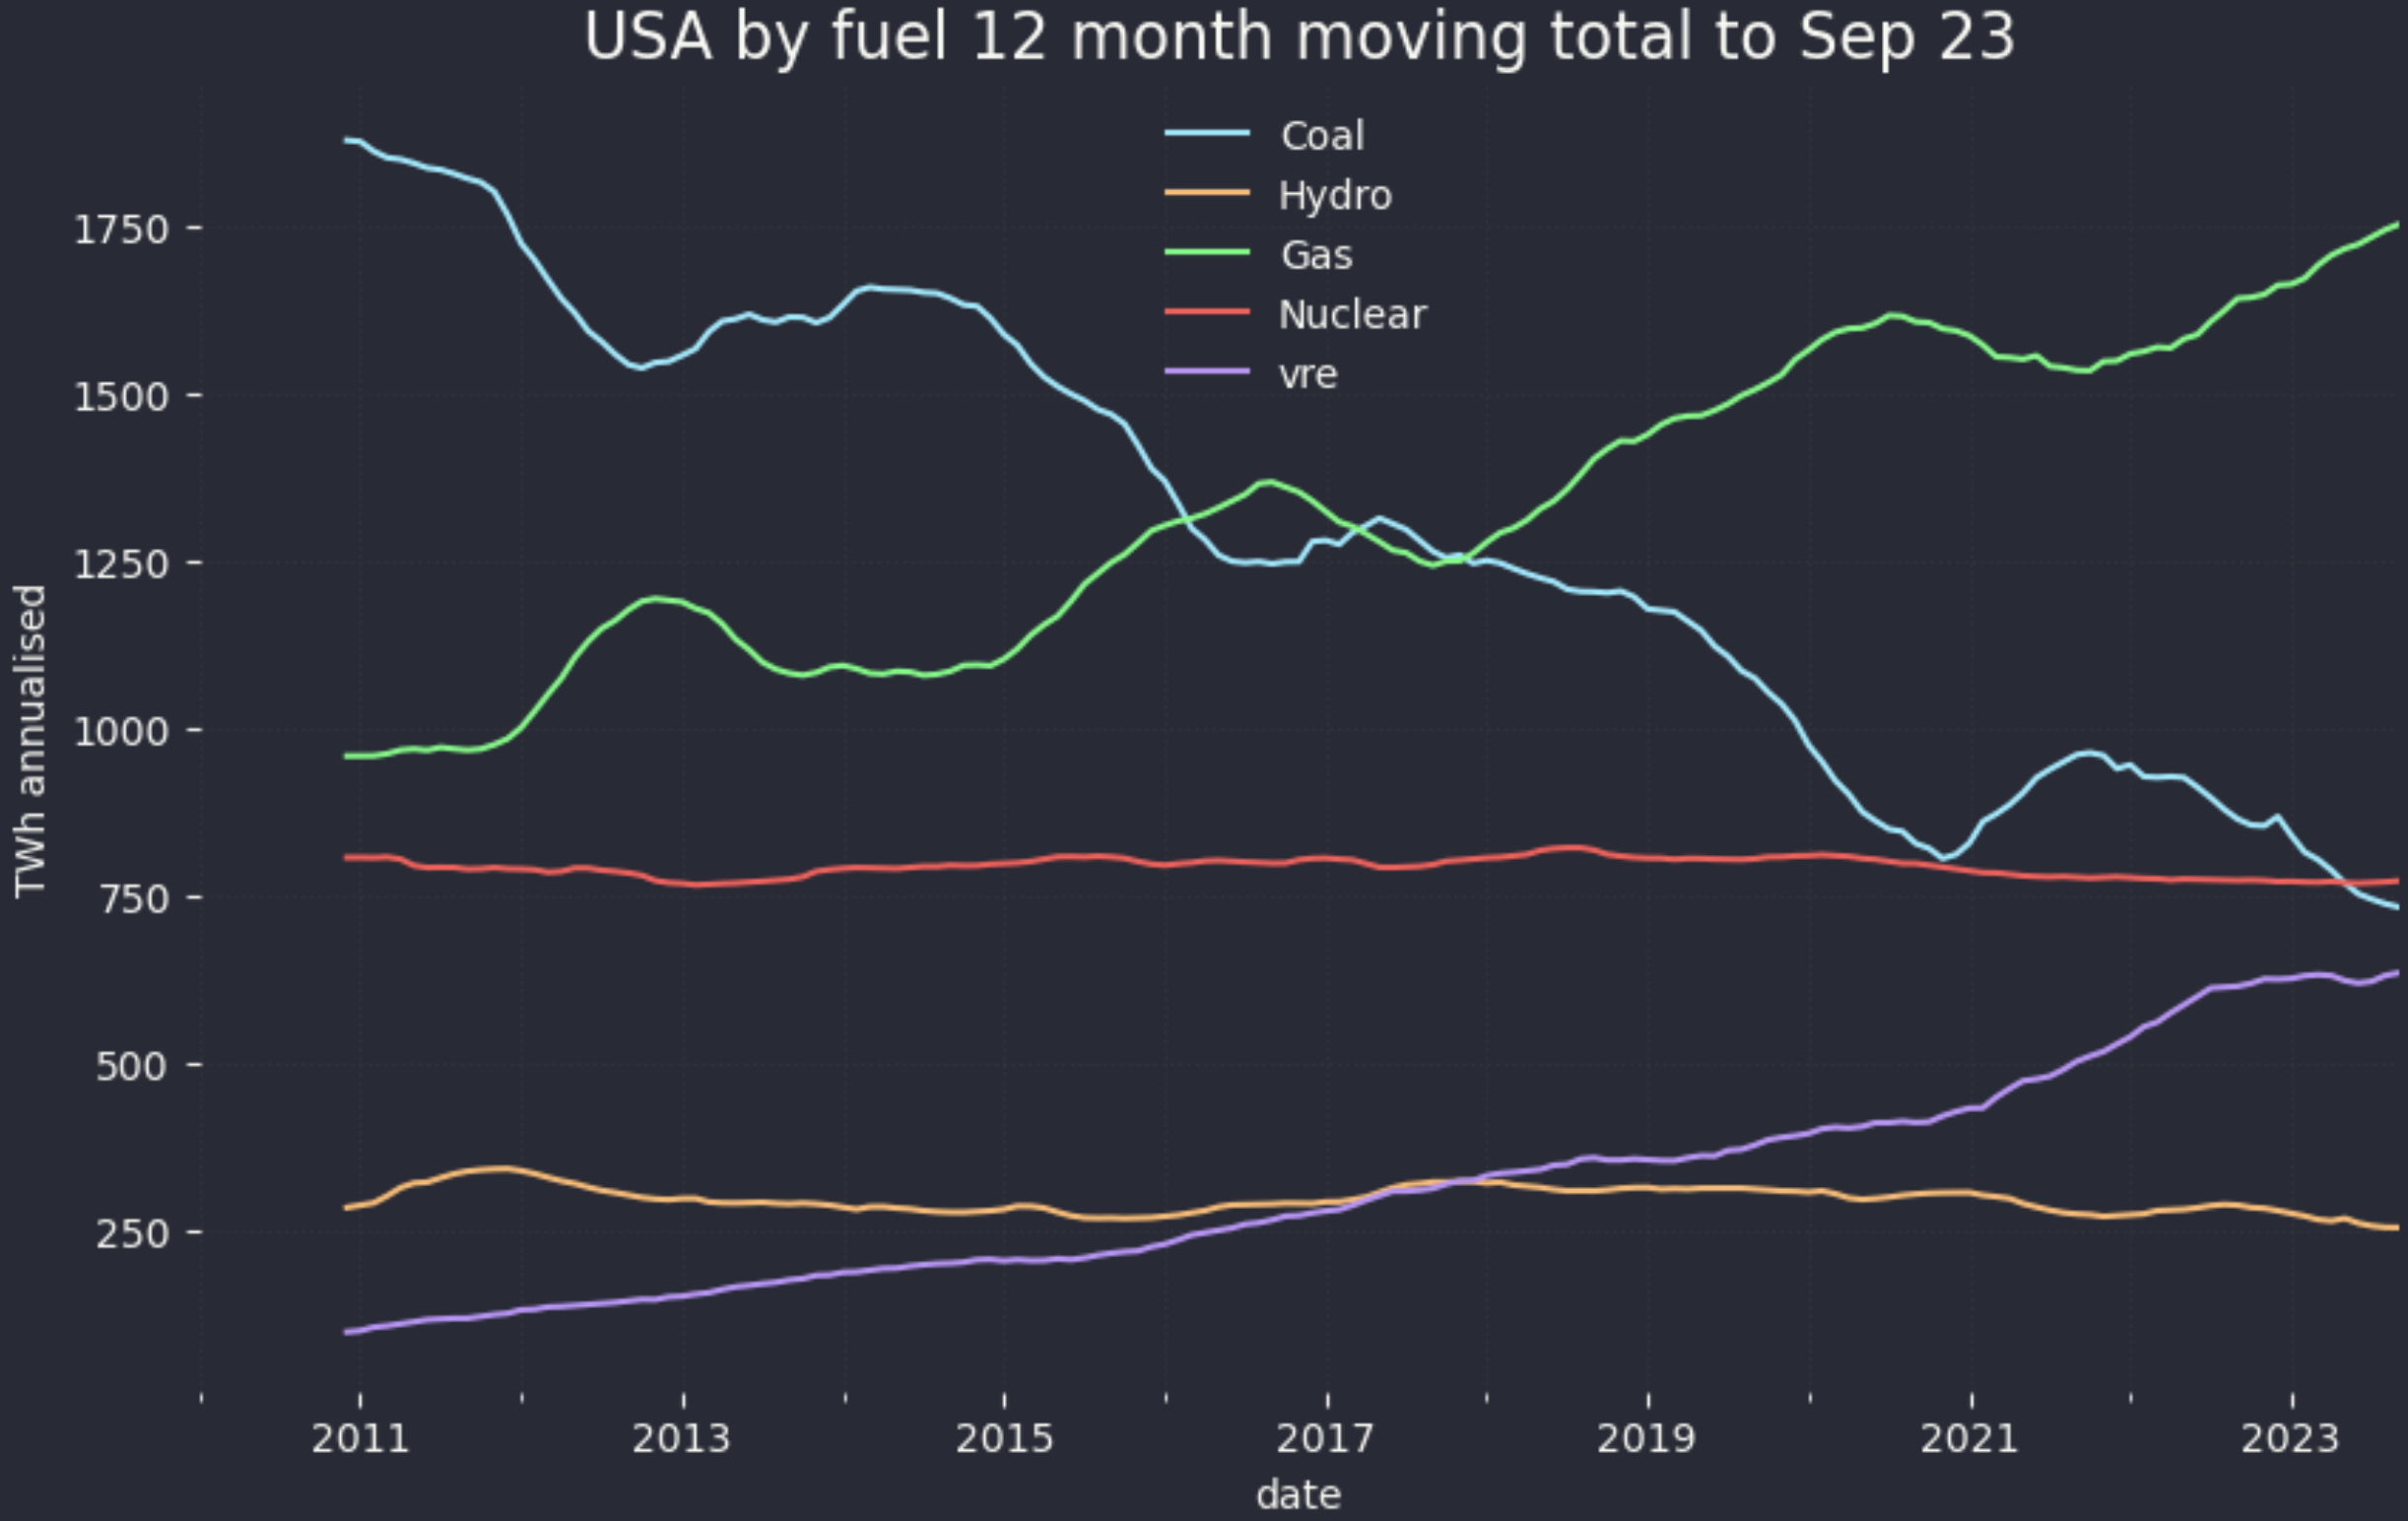 USA by fuel 12 month moving total to Sep 23
Coal
Hydro
Gas
Nuclear
vre
TWh annualised
1750
1500
1250
1000
750
500
250
2011 2013 2015 2017 2019 2021 2023
date